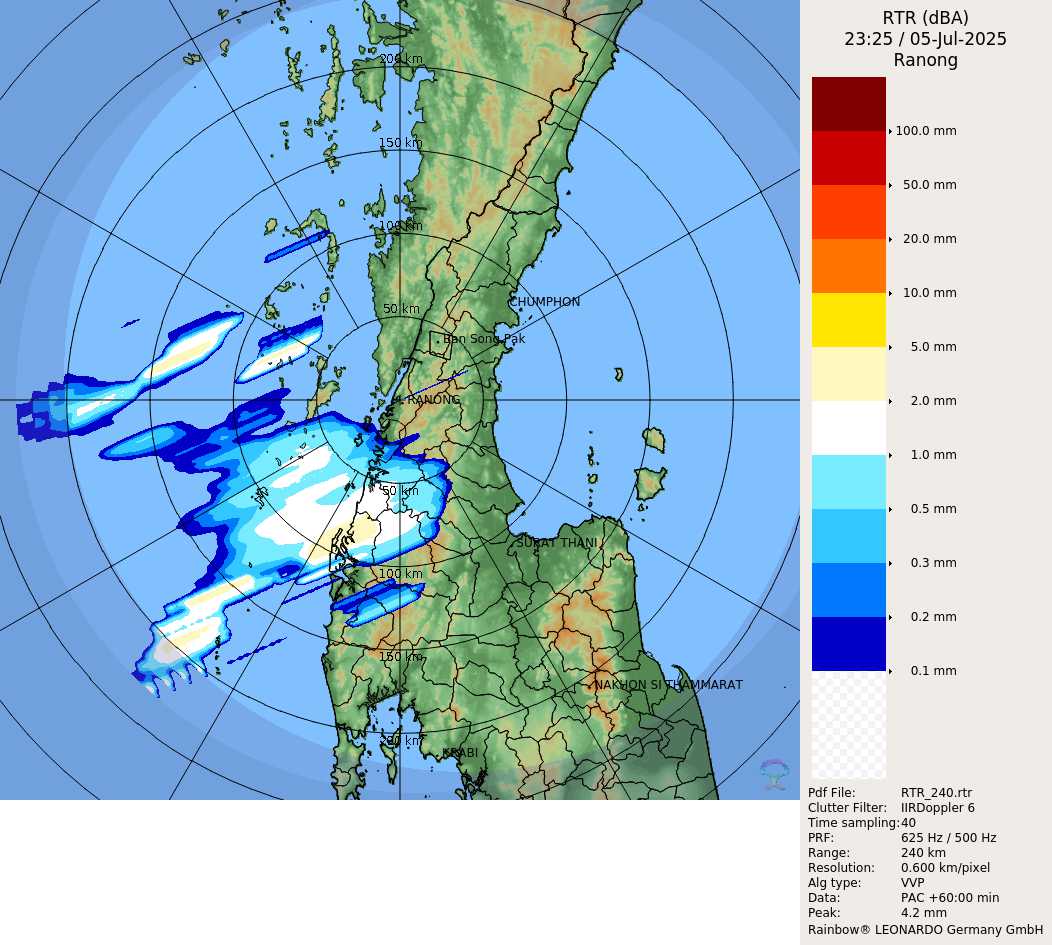 RTR (dBA)
23:25 / 05-Jul-2025
Ranong
100.0 mm
50.0 mm
20.0 mm
10.0 mm
5.0 mm
2.0 mm
1.0 mm
0.5 mm
0.3 mm
0.2 mm
0.1 mm
Pdf File: RTR_240.rtr
Clutter Filter: IIRDoppler 6
Time sampling: 40
PRF: 625 Hz / 500 Hz
Range: 240 km
Resolution: 0.600 km/pixel
Alg type: VVP
Data: PAC +60:00 min
Peak: 4.2 mm
Rainbow® LEONARDO Germany GmbH
200 km
150 km
100 km
CHUMPHON
50 km
Ban Song Pak
RANONG
50 km
SURAT THANI
100 km
150 km
NAKHON SI THAMMARAT
200 km
KRABI